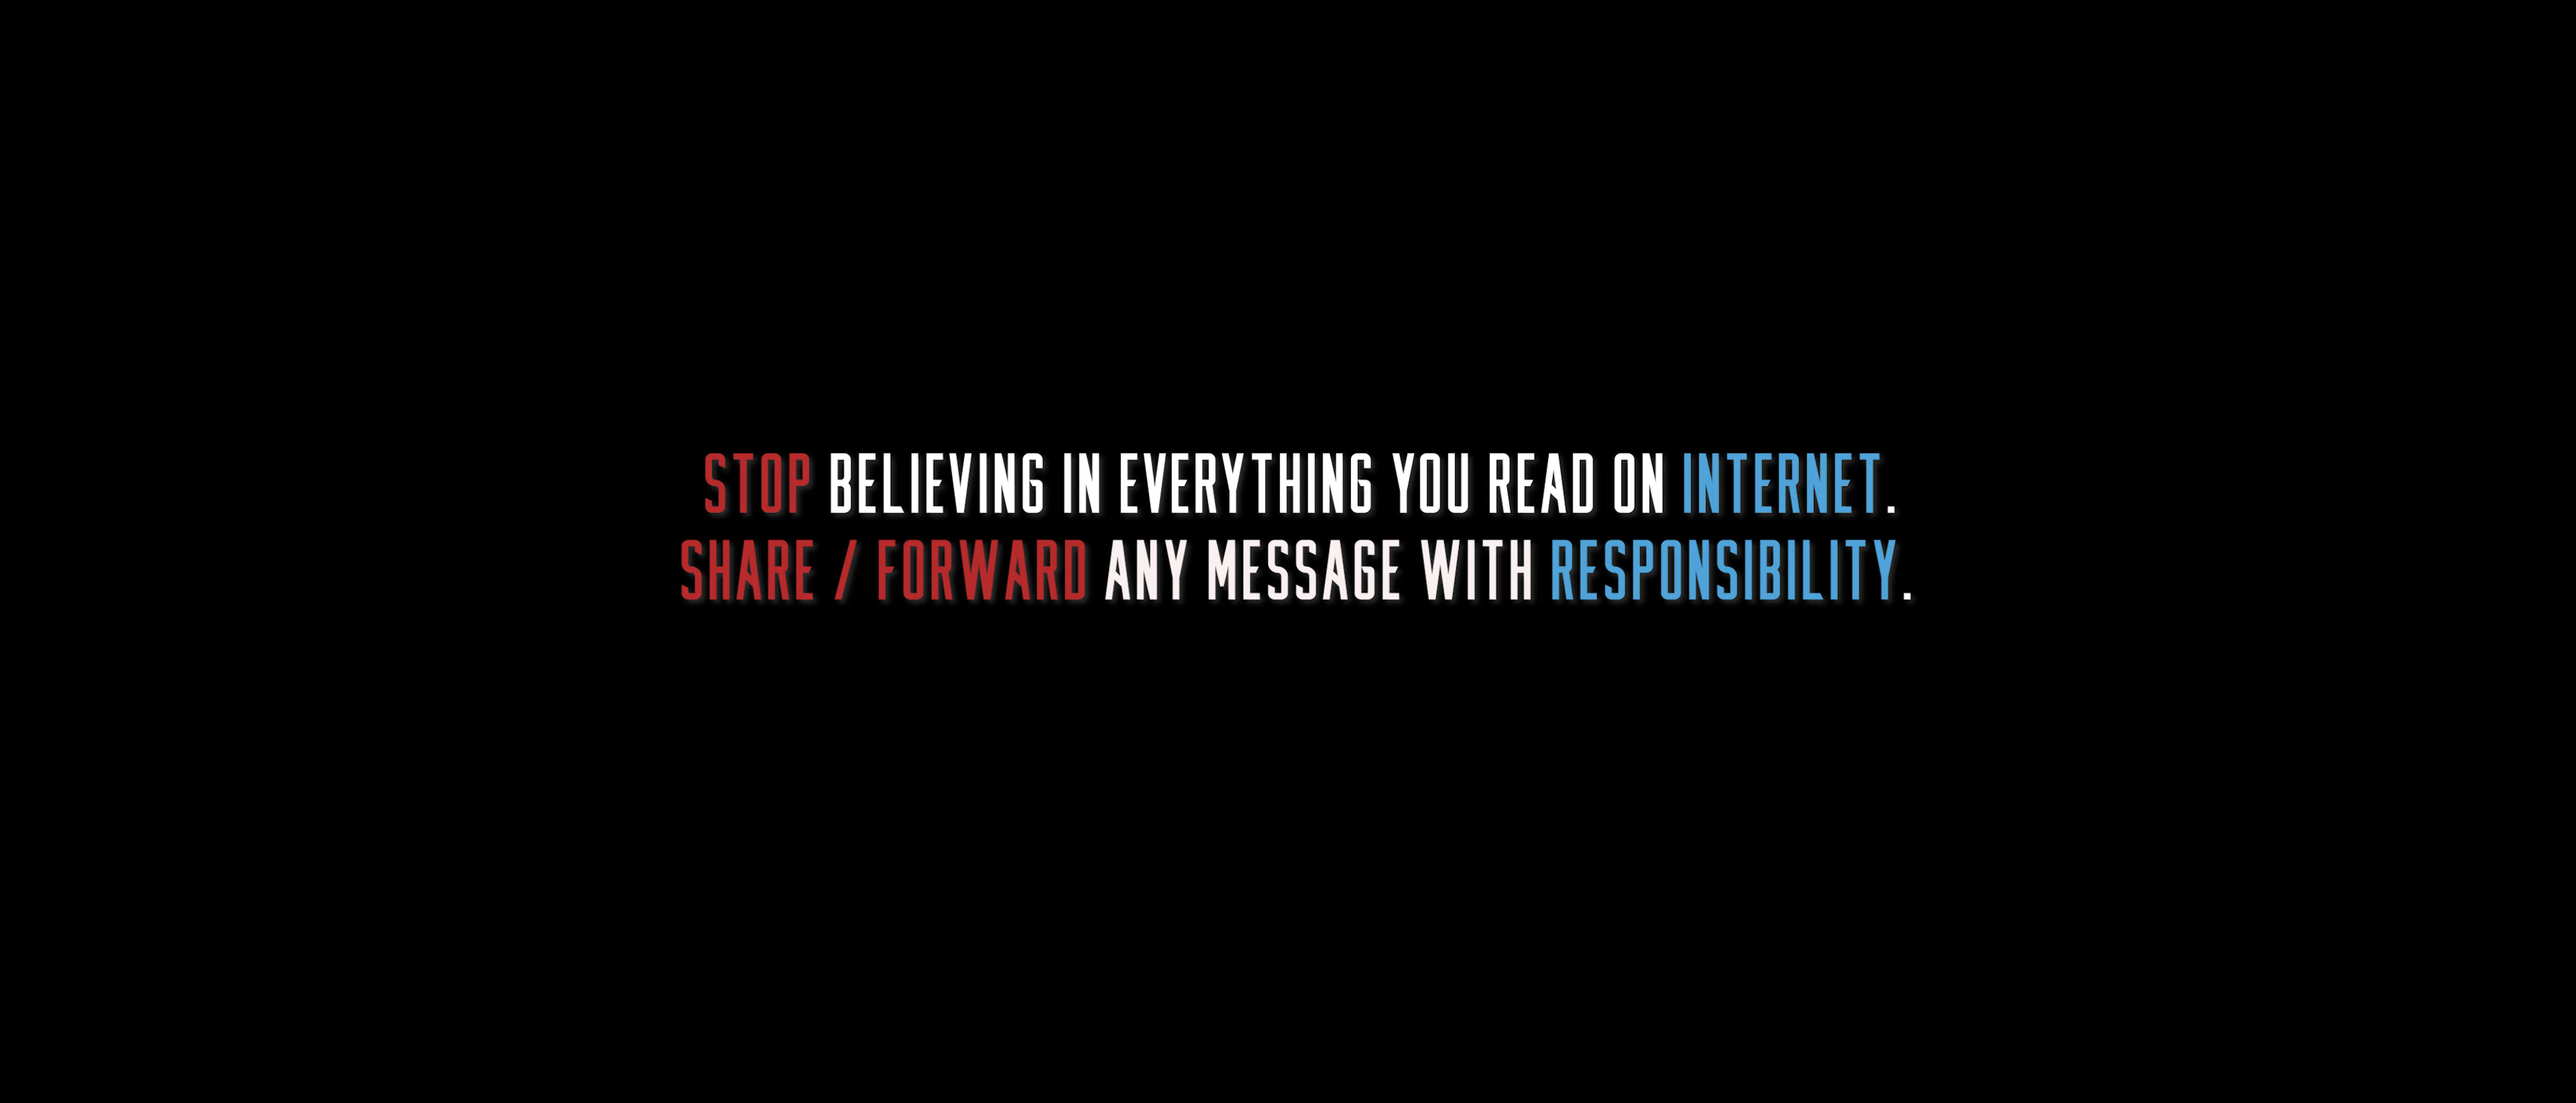 STOP BELIEVING IN EVERYTHING YOU READ ON INTERNET.
SHARE / FORWARD ANY MESSAGE WITH RESPONSIBILITY.